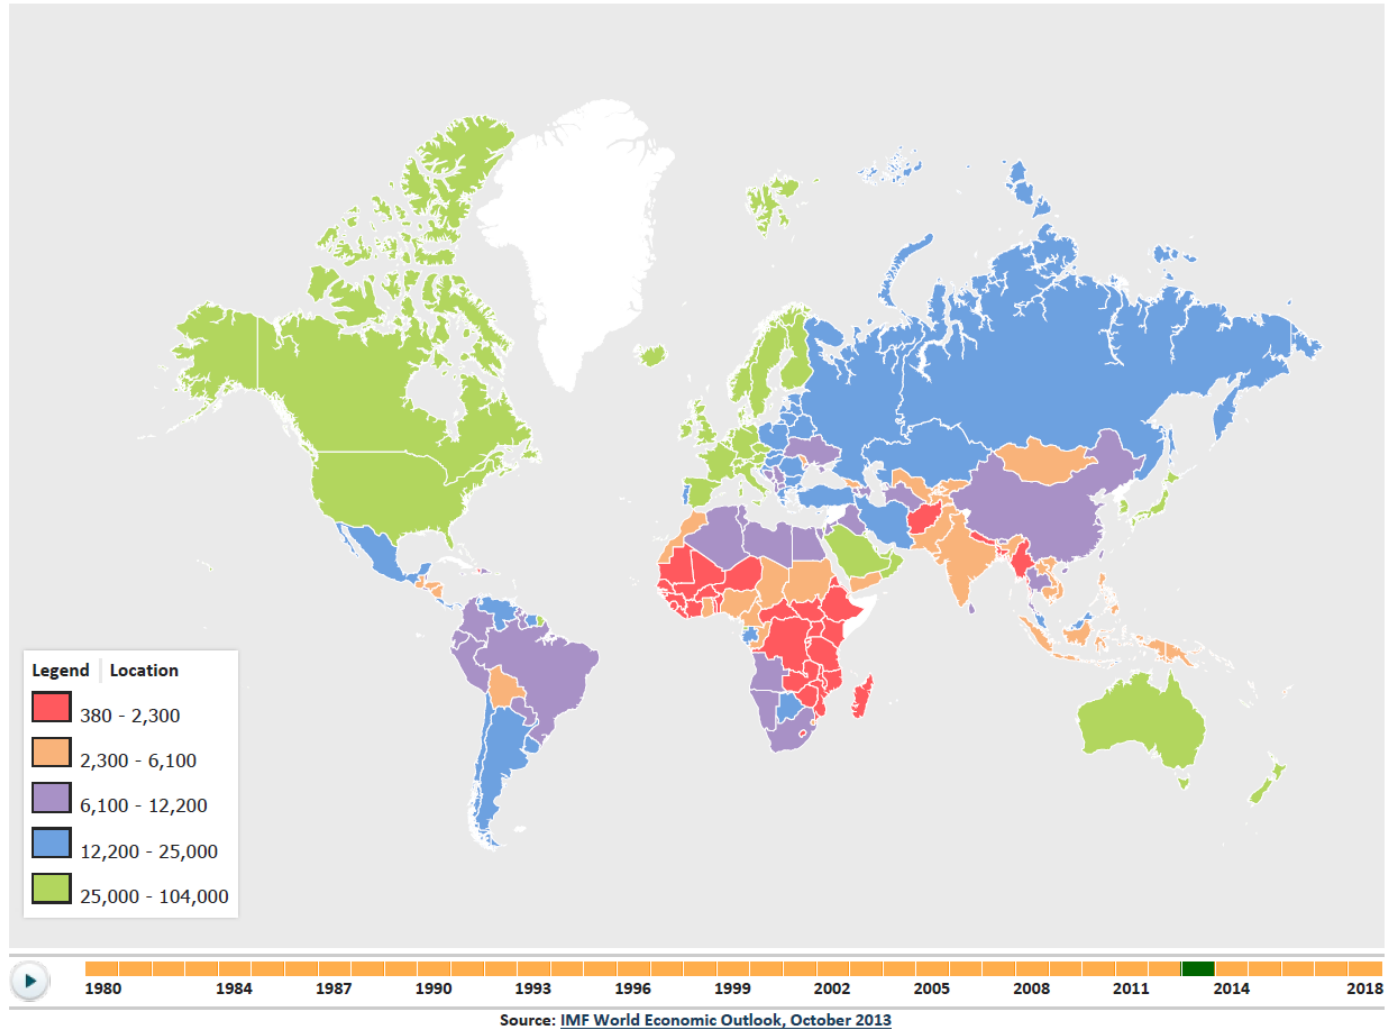 Legend Location
380 - 2,300
2,300 - 6,100
6,100 - 12,200
12,200 - 25,000
25,000 - 104,000
1980 1984 1987 1990 1993 1996 1999 2002 2005 2008 2011 2014 2018
Source: IMF World Economic Outlook, October 2013